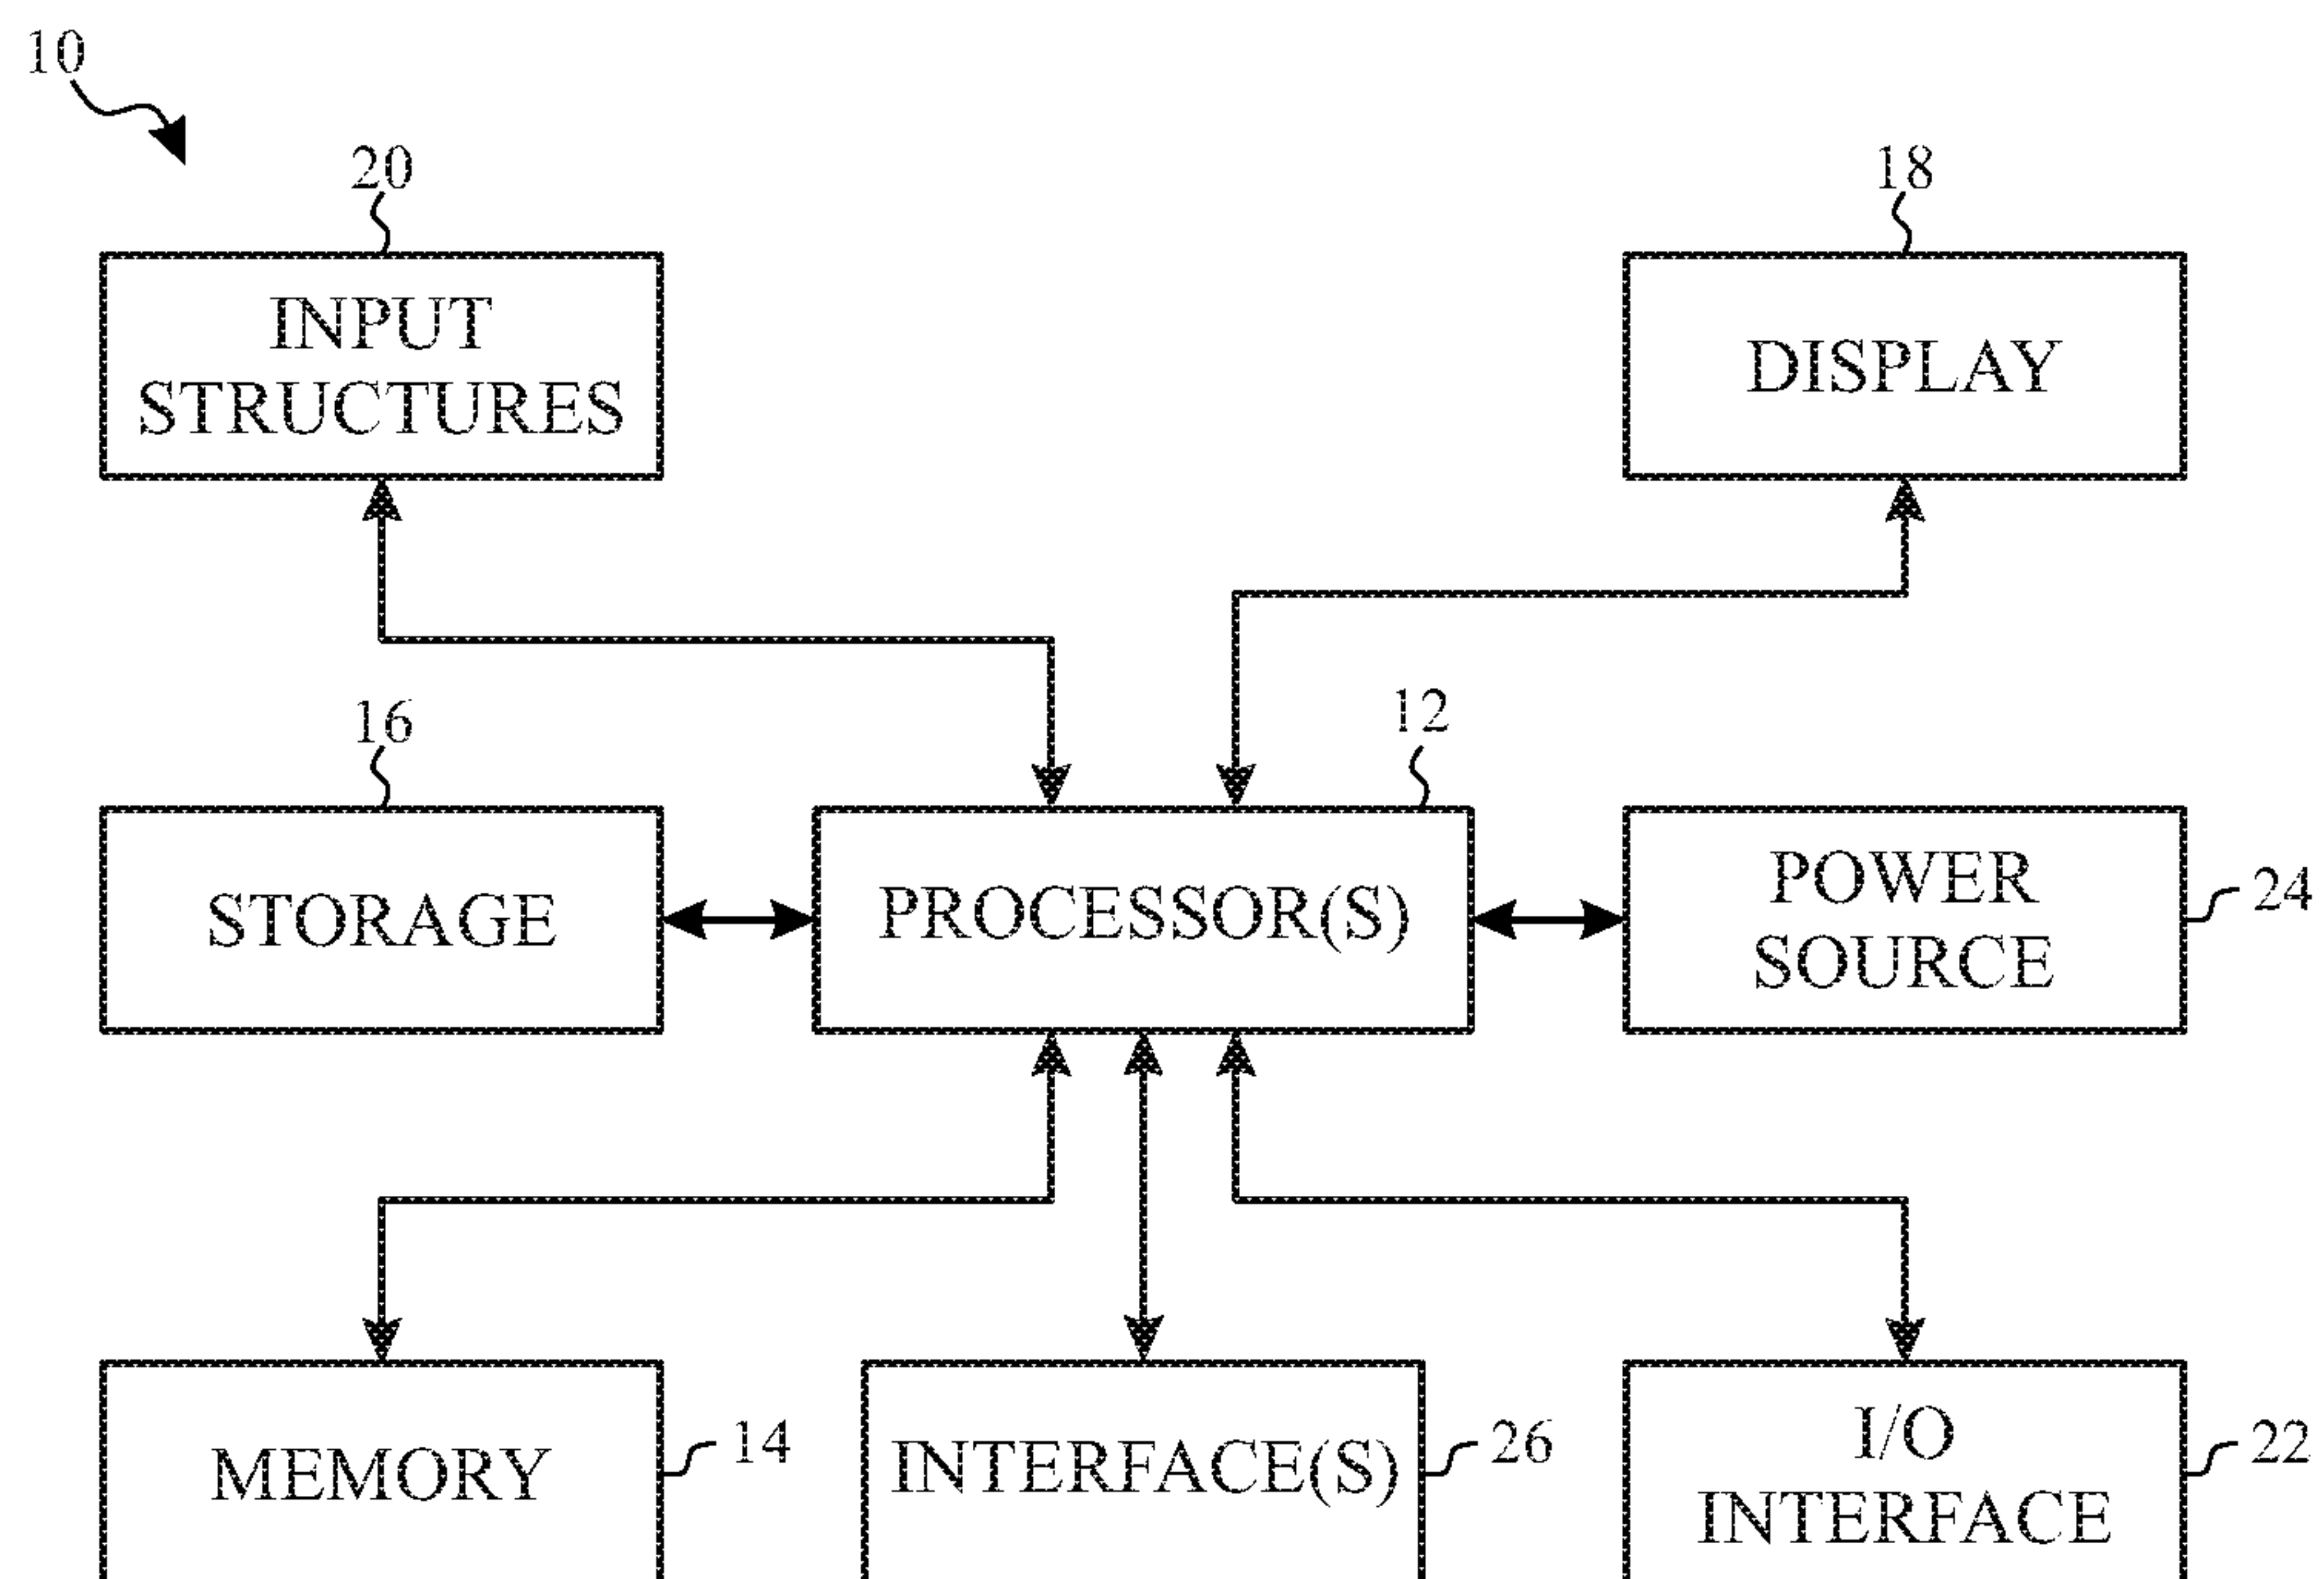 10
20
18
INPUT
STRUCTURES
DISPLAY
16
12
STORAGE
PROCESSOR(S)
POWER
SOURCE
24
MEMORY
14
INTERFACE(S)
26
I/O
INTERFACE
22